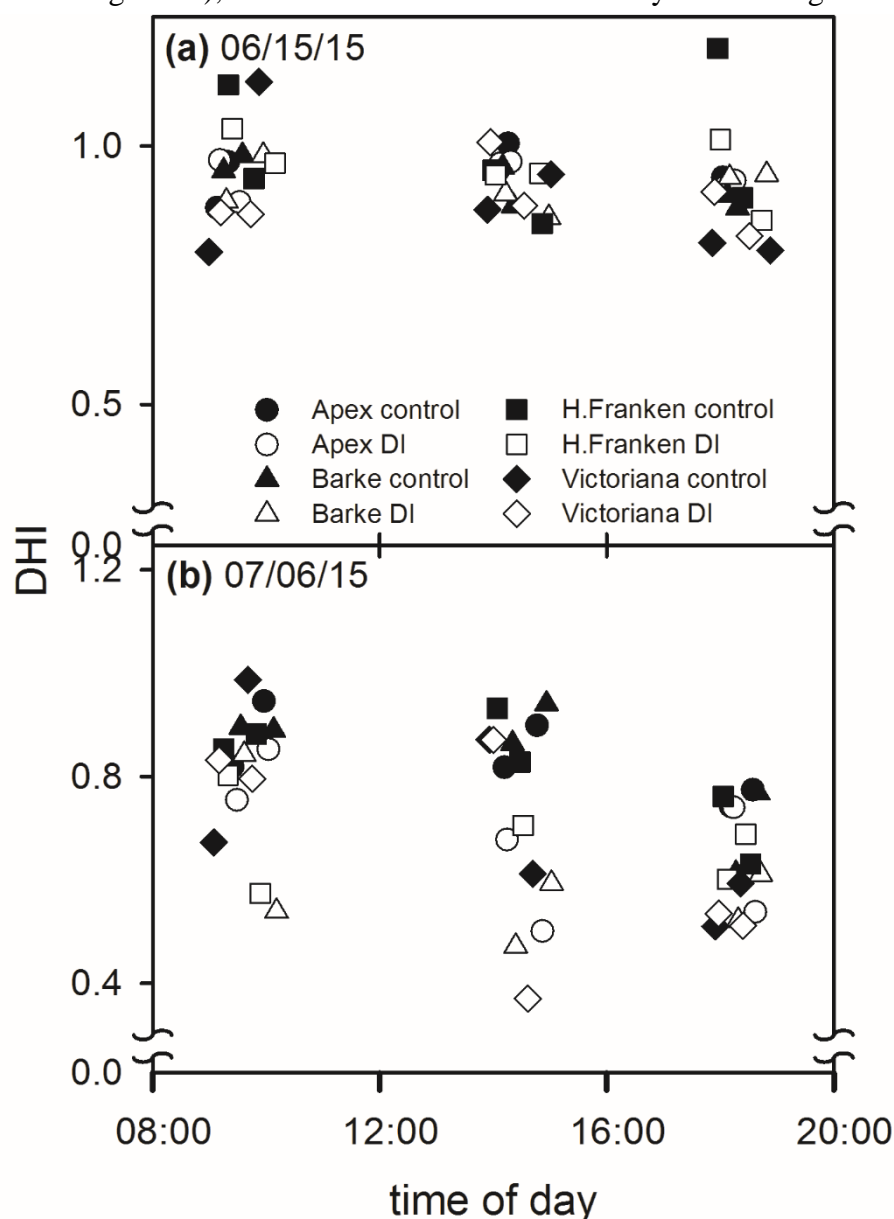 (a) 06/15/15
1.0
0.5
Apex control
H.Franken control
Apex DI
H.Franken DI
Barke control
Victoriana control
Barke DI
Victoriana DI
0.0
DHI
1.2
(b) 07/06/15
0.8
0.4
0.0
08:00 12:00 16:00 20:00
time of day